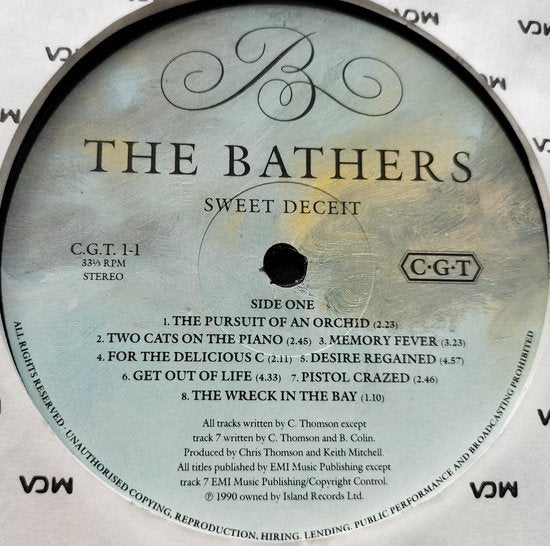 B
THE BATHERS
SWEET DECEIT
C.G.T. 1-1
33⅓ RPM
STEREO
C·G·T
SIDE ONE
1. THE PURSUIT OF AN ORCHID (2.23)
2. TWO CATS ON THE PIANO (2.45) 3. MEMORY FEVER (3.23)
4. FOR THE DELICIOUS C (2.11) 5. DESIRE REGAINED (4.57)
6. GET OUT OF LIFE (4.33) 7. PISTOL CRAZED (2.46)
8. THE WRECK IN THE BAY (1.10)
All tracks written by C. Thomson except
track 7 written by C. Thomson and B. Colin.
Produced by Chris Thomson and Keith Mitchell.
All titles published by EMI Music Publishing except
track 7 EMI Music Publishing/Copyright Control.
℗ 1990 owned by Island Records Ltd.
ALL RIGHTS RESERVED · UNAUTHORISED COPYING, REPRODUCTION, HIRING, LENDING, PUBLIC PERFORMANCE AND BROADCASTING PROHIBITED
MCA
MCA
MCA
MCA
MCA
MCA